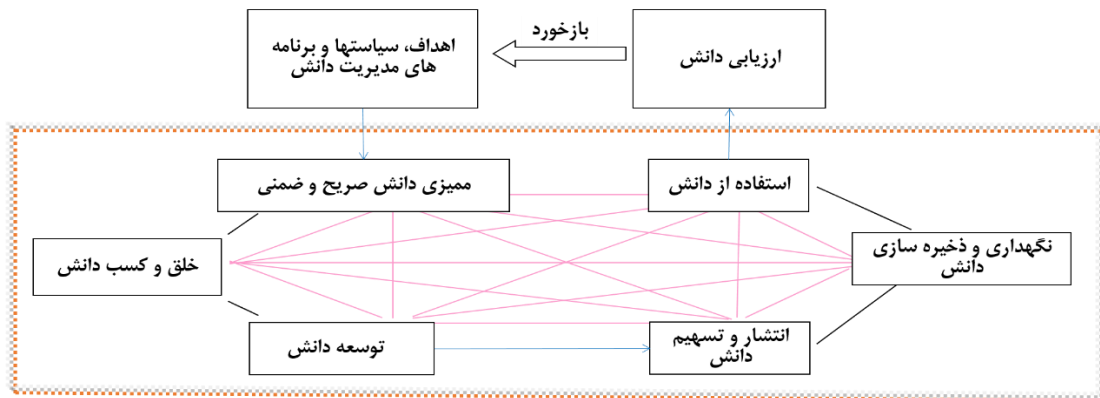 اهداف، سیاستها و برنامه
های مدیریت دانش
بازخورد
ارزیابی دانش
ممیزی دانش صریح و ضمنی
استفاده از دانش
خلق و کسب دانش
نگهداری و ذخیره سازی
دانش
توسعه دانش
انتشار و تسهیم
دانش